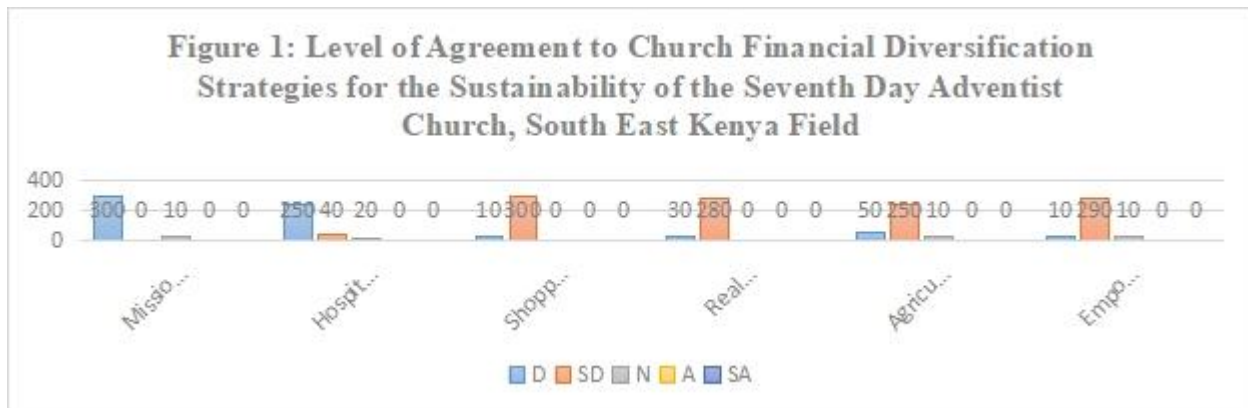 Figure 1: Level of Agreement to Church Financial Diversification
Strategies for the Sustainability of the Seventh Day Adventist
Church, South East Kenya Field
400
200
0
300 0 10 0 0 250 40 20 0 0 10 300 0 0 0 30 280 0 0 0 50 250 10 0 0 10 290 10 0 0
Missio... Hospit... Shopp... Real... Agricu... Empo...
D SD N A SA